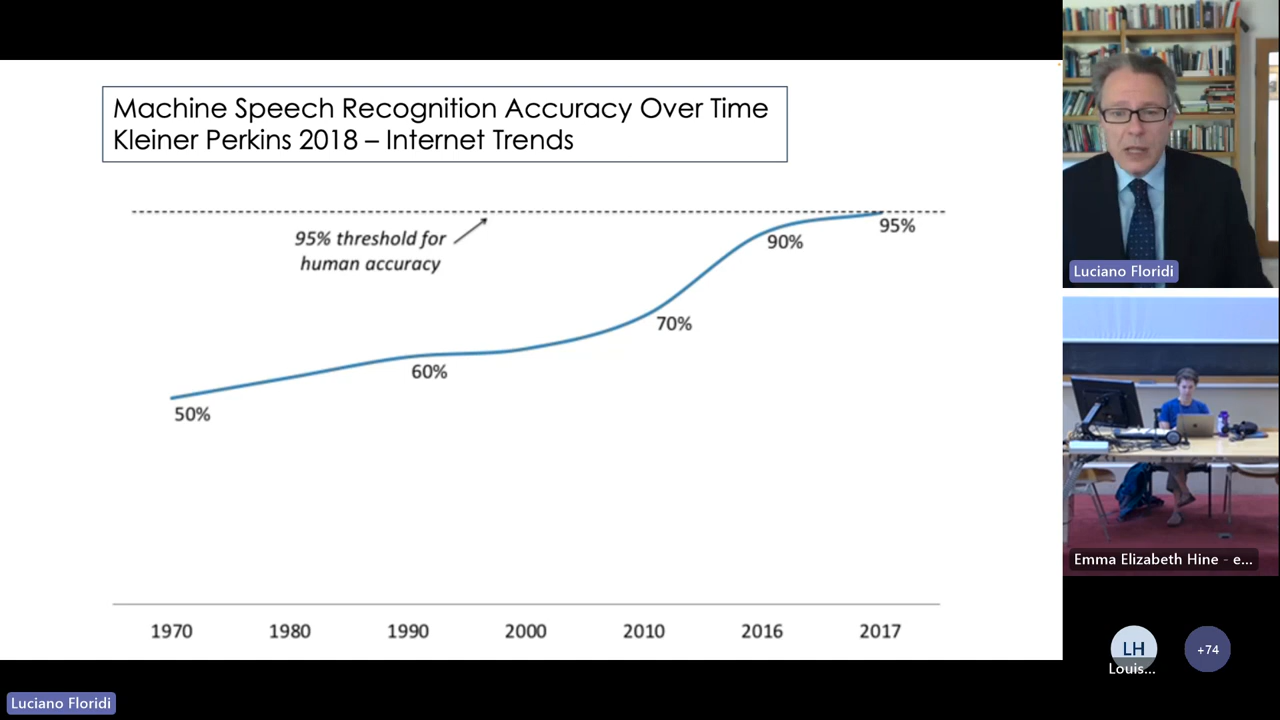 Machine Speech Recognition Accuracy Over Time
Kleiner Perkins 2018 – Internet Trends
95% threshold for
human accuracy
50%
60%
70%
90%
95%
1970
1980
1990
2000
2010
2016
2017
Luciano Floridi
Emma Elizabeth Hine - e...
LH
Louis...
+74
Luciano Floridi